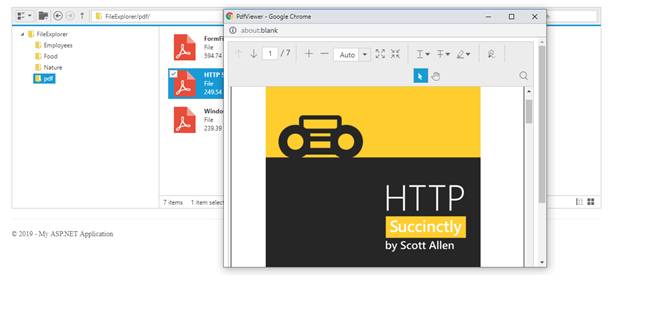 PdfViewer - Google Chrome
about:blank
FileExplorer/pdf/
1 / 7
Auto
FileExplorer
Employees
Food
Nature
pdf
FormFi
File
594.74
HTTP S
File
249.54
Windo
File
239.39
HTTP
Succinctly
by Scott Allen
7 items
1 item selec
© 2019 - My ASP.NET Application